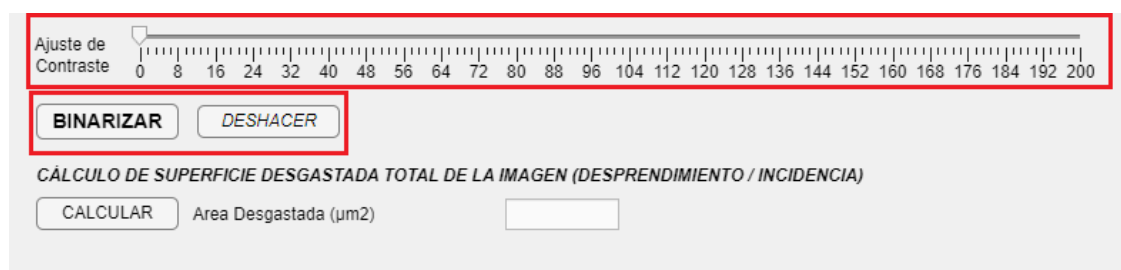 Ajuste de
Contraste
0 8 16 24 32 40 48 56 64 72 80 88 96 104 112 120 128 136 144 152 160 168 176 184 192 200
BINARIZAR DESHACER
CÁLCULO DE SUPERFICIE DESGASTADA TOTAL DE LA IMAGEN (DESPRENDIMIENTO / INCIDENCIA)
CALCULAR Area Desgastada (μm2)